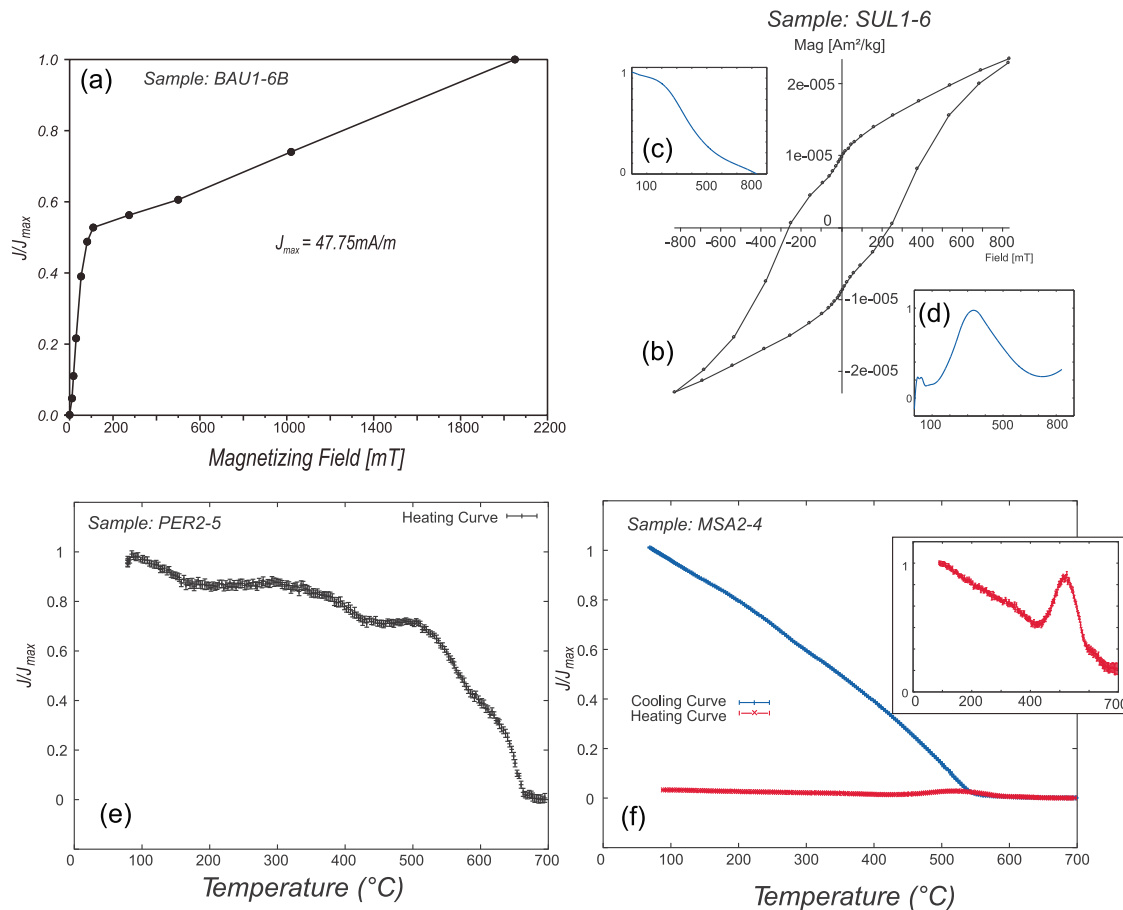 (a)
Sample: BAU1-6B
J/Jmax
1.0
0.8
0.6
0.4
0.2
0.0
Jmax = 47.75mA/m
0 200 600 1000 1400 1800 2200
Magnetizing Field [mT]
Sample: SUL1-6
Mag [Am²/kg]
2e-005
1e-005
0
-1e-005
-2e-005
-800 -600 -400 -200 200 400 600 800
Field [mT]
(b)
(c)
1
0
100 500 800
(d)
1
0
100 500 800
Sample: PER2-5
Heating Curve
J/Jmax
1
0.8
0.6
0.4
0.2
0
(e)
0 100 200 300 400 500 600 700
Temperature (°C)
Sample: MSA2-4
J/Jmax
1
0.8
0.6
0.4
0.2
0
Cooling Curve
Heating Curve
(f)
0 100 200 300 400 500 600 700
Temperature (°C)
1
0
0 200 400 700